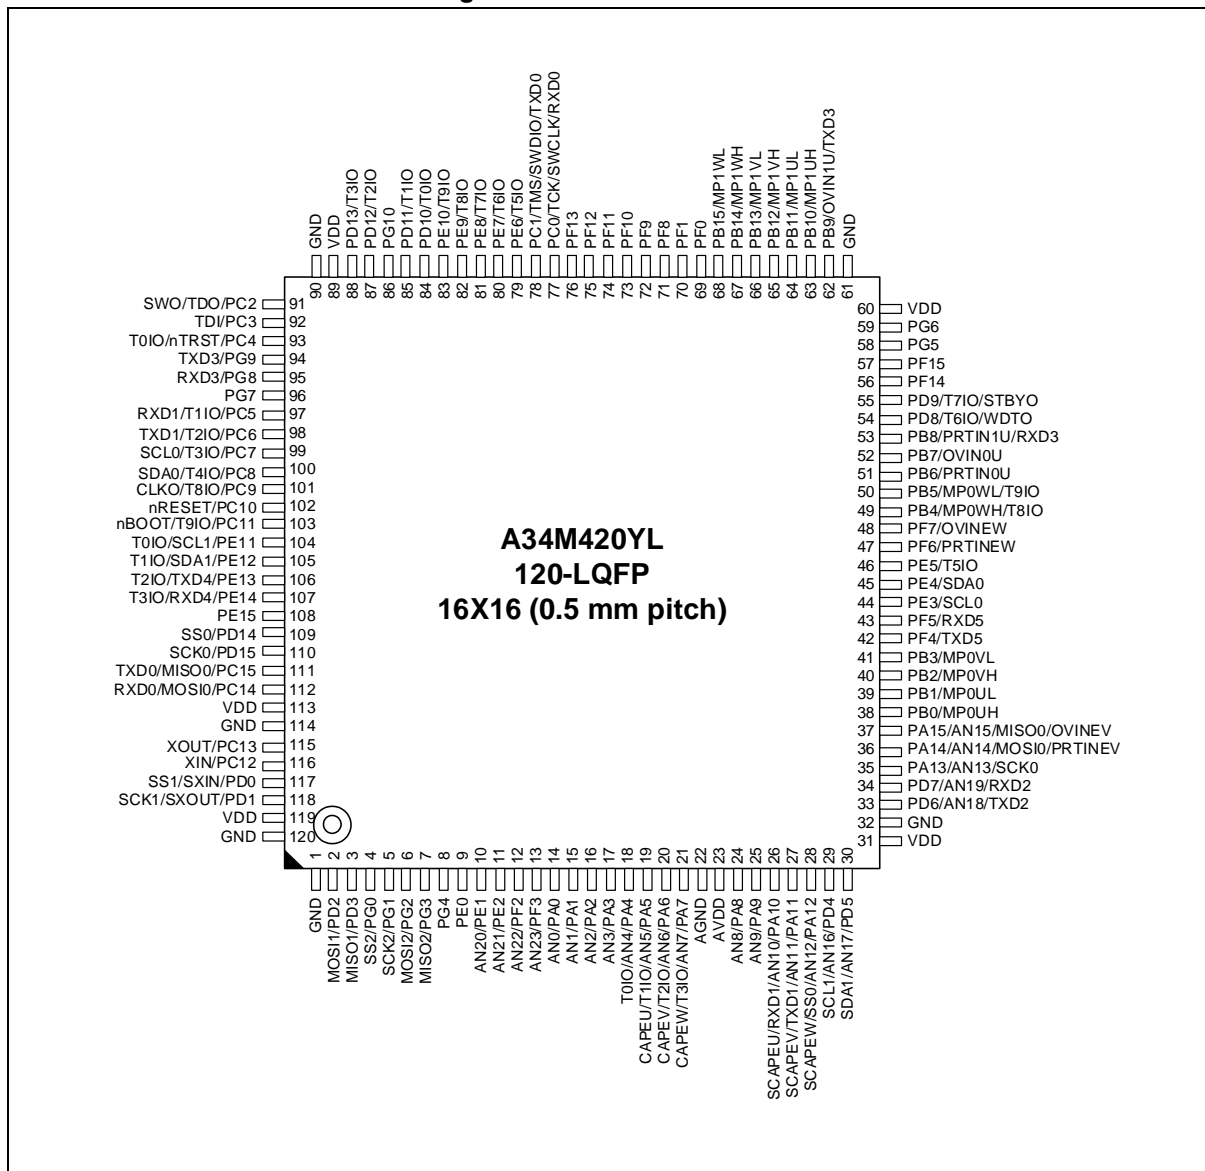 GND
VDD
PD13/T3IO
PD12/T2IO
PG10
PD11/T1IO
PD10/T0IO
PE10/T9IO
PE9/T8IO
PE8/T7IO
PE7/T6IO
PE6/T5IO
PC1/TMS/SWDIO/TXD0
PC0/TCK/SWCLK/RXD0
PF13
PF12
PF11
PF10
PF9
PF8
PF1
PF0
PB15/MP1WL
PB14/MP1WH
PB13/MP1VL
PB12/MP1VH
PB11/MP1UL
PB10/MP1UH
PB9/OVIN1U/TXD3
GND
90 89 88 87 86 85 84 83 82 81 80 79 78 77 76 75 74 73 72 71 70 69 68 67 66 65 64 63 62 61
SWO/TDO/PC2 91
TDI/PC3 92
T0IO/nTRST/PC4 93
TXD3/PG9 94
RXD3/PG8 95
PG7 96
RXD1/T1IO/PC5 97
TXD1/T2IO/PC6 98
SCL0/T3IO/PC7 99
SDA0/T4IO/PC8 100
CLKO/T8IO/PC9 101
nRESET/PC10 102
nBOOT/T9IO/PC11 103
T0IO/SCL1/PE11 104
T1IO/SDA1/PE12 105
T2IO/TXD4/PE13 106
T3IO/RXD4/PE14 107
PE15 108
SS0/PD14 109
SCK0/PD15 110
TXD0/MISO0/PC15 111
RXD0/MOSI0/PC14 112
VDD 113
GND 114
XOUT/PC13 115
XIN/PC12 116
SS1/SXIN/PD0 117
SCK1/SXOUT/PD1 118
VDD 119
GND 120
A34M420YL
120-LQFP
16X16 (0.5 mm pitch)
60 VDD
59 PG6
58 PG5
57 PF15
56 PF14
55 PD9/T7IO/STBYO
54 PD8/T6IO/WDTO
53 PB8/PRTIN1U/RXD3
52 PB7/OVIN0U
51 PB6/PRTIN0U
50 PB5/MP0WL/T9IO
49 PB4/MP0WH/T8IO
48 PF7/OVINEW
47 PF6/PRTINEW
46 PE5/T5IO
45 PE4/SDA0
44 PE3/SCL0
43 PF5/RXD5
42 PF4/TXD5
41 PB3/MP0VL
40 PB2/MP0VH
39 PB1/MP0UL
38 PB0/MP0UH
37 PA15/AN15/MISO0/OVINEV
36 PA14/AN14/MOSI0/PRTINEV
35 PA13/AN13/SCK0
34 PD7/AN19/RXD2
33 PD6/AN18/TXD2
32 GND
31 VDD
1 2 3 4 5 6 7 8 9 10 11 12 13 14 15 16 17 18 19 20 21 22 23 24 25 26 27 28 29 30
GND
MOSI1/PD2
MISO1/PD3
SS2/PG0
SCK2/PG1
MOSI2/PG2
MISO2/PG3
PG4
PE0
AN20/PE1
AN21/PE2
AN22/PF2
AN23/PF3
AN0/PA0
AN1/PA1
AN2/PA2
AN3/PA3
T0IO/AN4/PA4
CAPEU/T1IO/AN5/PA5
CAPEV/T2IO/AN6/PA6
CAPEW/T3IO/AN7/PA7
AGND
AVDD
AN8/PA8
AN9/PA9
SCAPEU/RXD1/AN10/PA10
SCAPEV/TXD1/AN11/PA11
SCAPEW/SS0/AN12/PA12
SCL1/AN16/PD4
SDA1/AN17/PD5